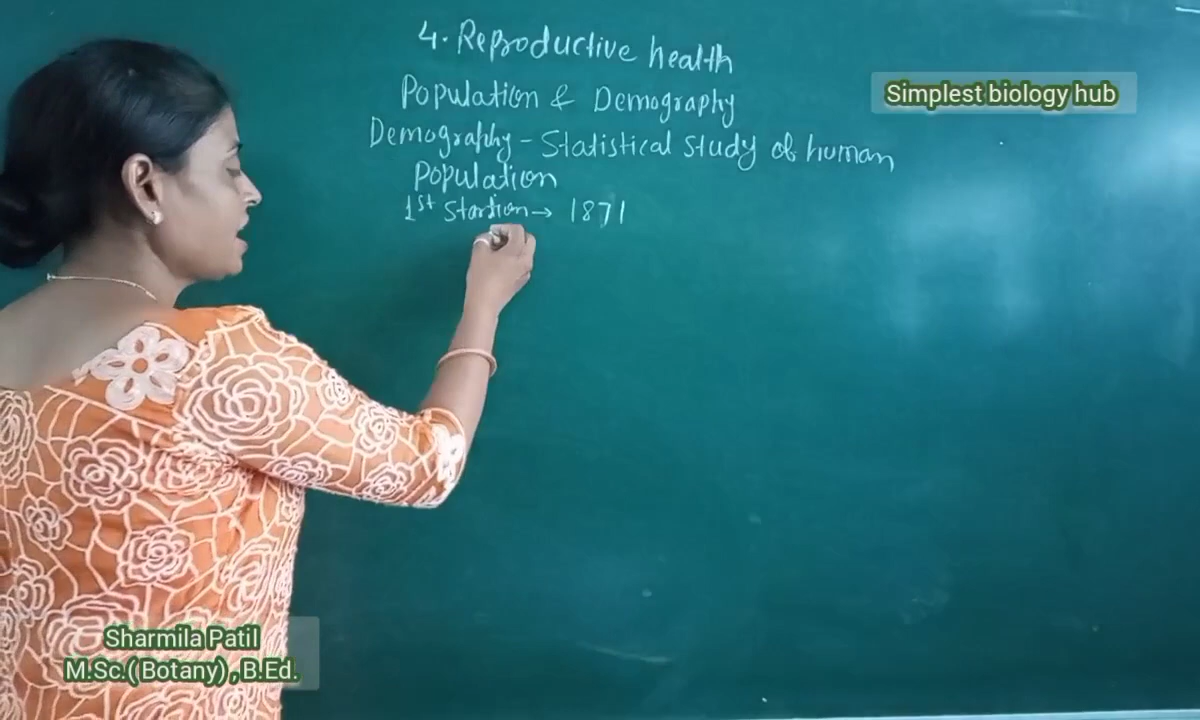 4. Reproductive health
Population & Demography
Demography - Statistical study of human
Population
1st Startion → 1871
Simplest biology hub
Sharmila Patil
M.Sc.(Botany) , B.Ed.